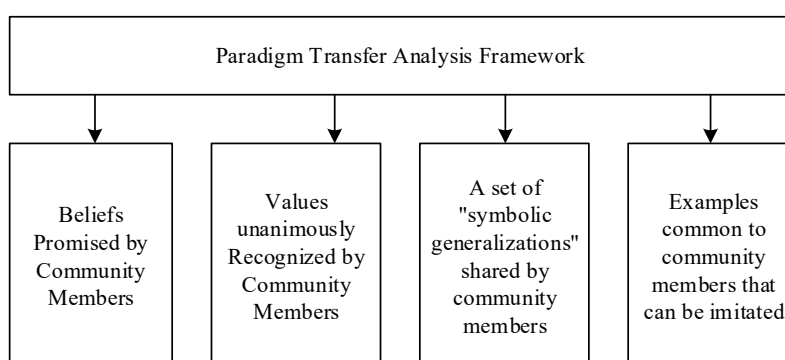 Paradigm Transfer Analysis Framework
Beliefs
Promised by
Community
Members
Values
unanimously
Recognized by
Community
Members
A set of
"symbolic
generalizations"
shared by
community
members
Examples
common to
community
members that
can be imitated